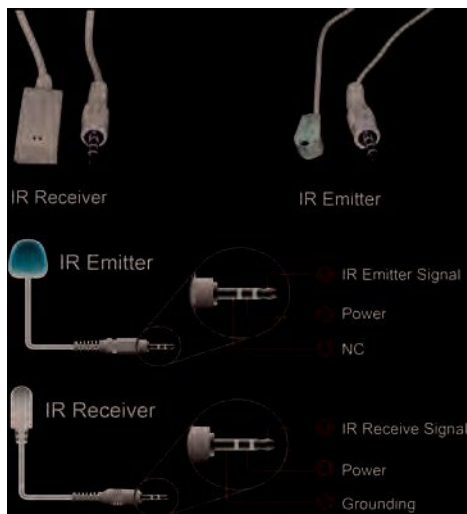 IR Receiver
IR Emitter
IR Emitter
IR Emitter Signal
Power
NC
IR Receiver
IR Receive Signal
Power
Grounding